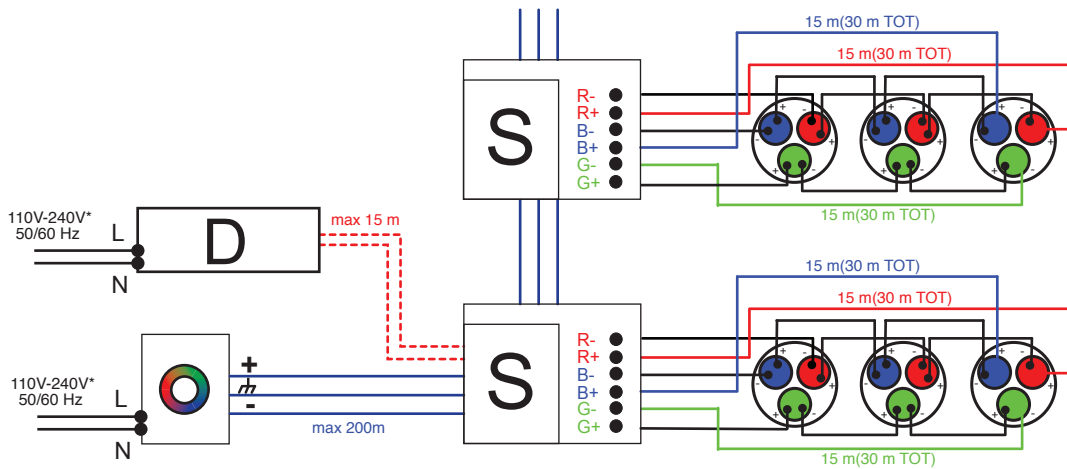 15 m(30 m TOT)
15 m(30 m TOT)
S
R-
R+
B-
B+
G-
G+
+ - + - + -
- + - + - +
+ - + - + -
15 m(30 m TOT)
110V-240V*
50/60 Hz
L
N
D
max 15 m
15 m(30 m TOT)
15 m(30 m TOT)
110V-240V*
50/60 Hz
L
N
+
-
max 200m
S
R-
R+
B-
B+
G-
G+
+ - + - + -
- + - + - +
+ - + - + -
15 m(30 m TOT)